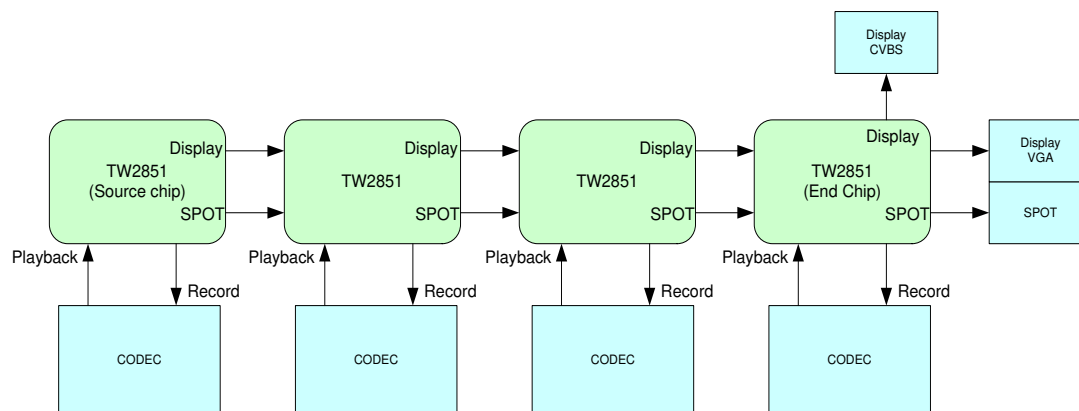 Display
CVBS
Display
TW2851
(Source chip)
SPOT
Display
TW2851
SPOT
Display
TW2851
SPOT
Display
TW2851
(End Chip)
SPOT
Display
VGA
SPOT
Playback
Record
Playback
Record
Playback
Record
Playback
Record
CODEC
CODEC
CODEC
CODEC